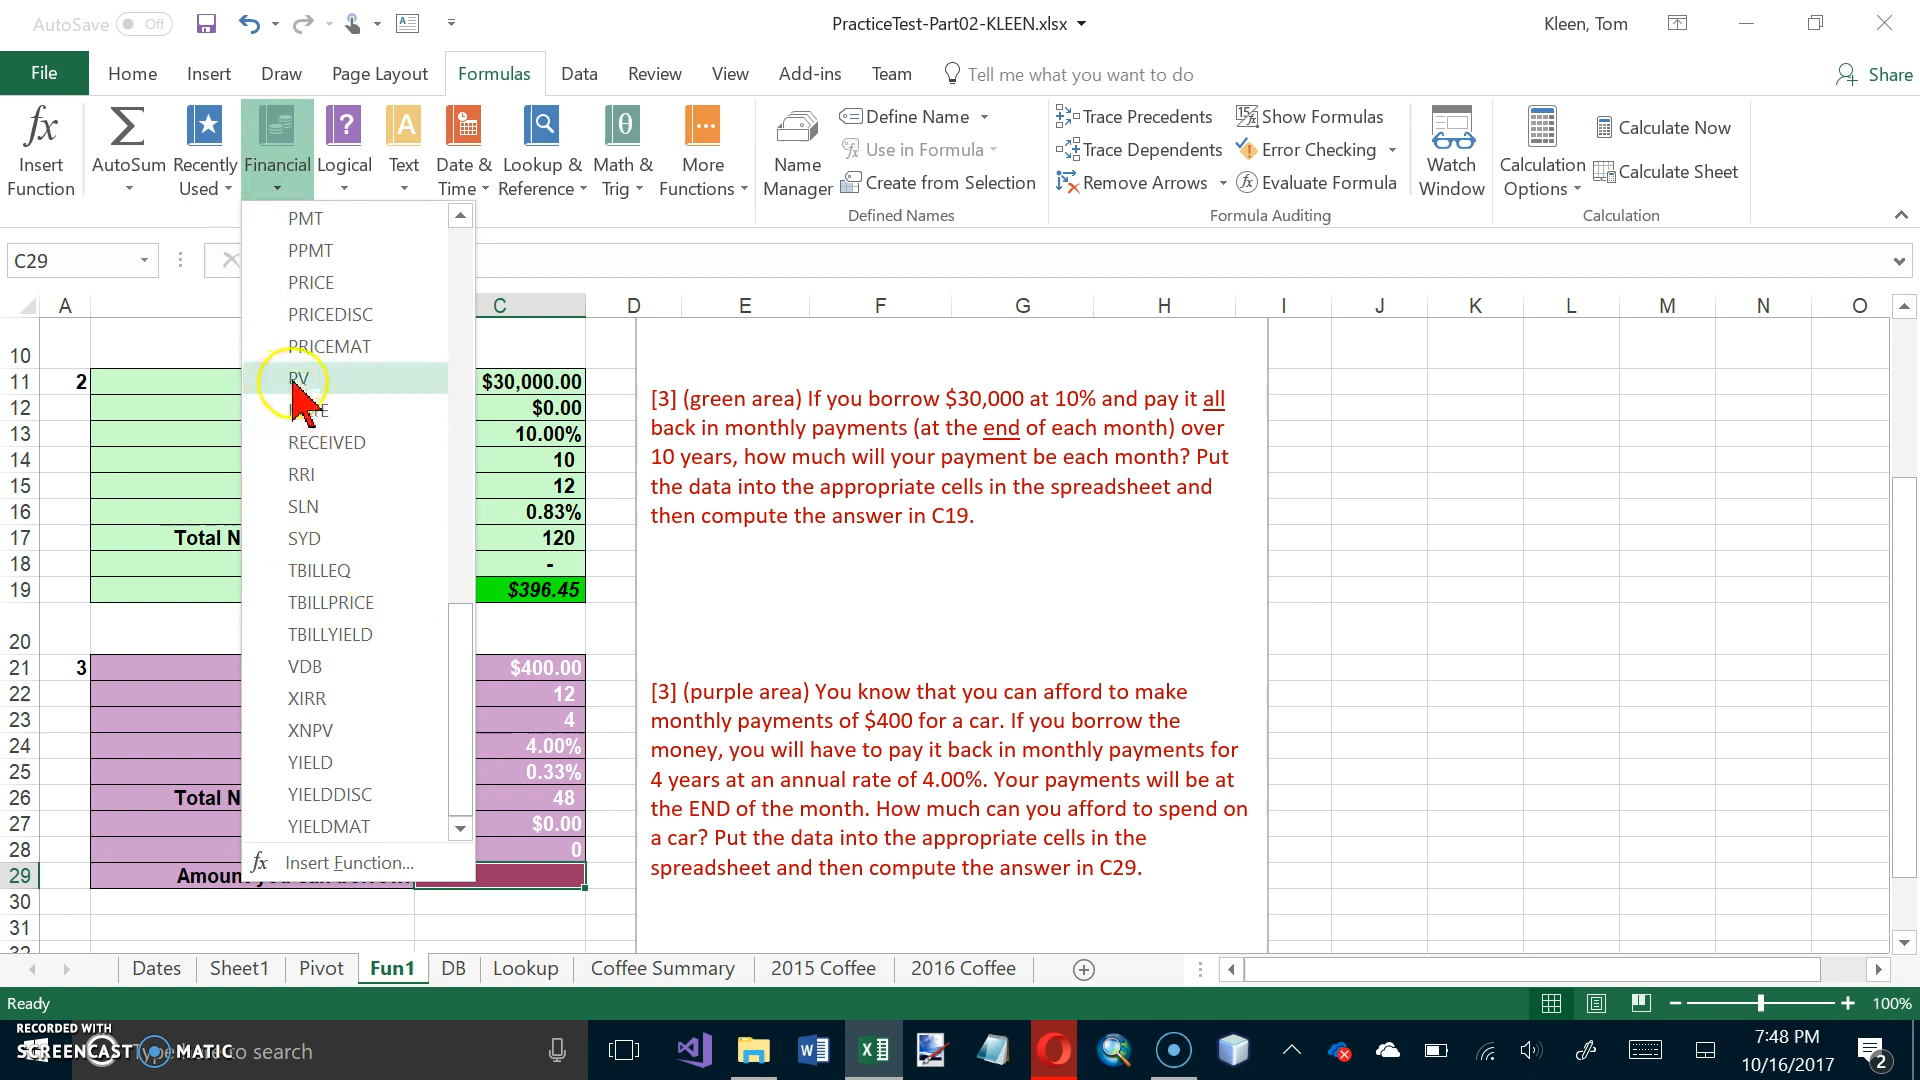 AutoSave Off
PracticeTest-Part02-KLEEN.xlsx
Kleen, Tom
File Home Insert Draw Page Layout Formulas Data Review View Add-ins Team Tell me what you want to do Share
Insert Function
AutoSum
Recently Used
Financial
Logical
Text
Date & Time
Lookup & Reference
Math & Trig
More Functions
Name Manager
Define Name
Use in Formula
Create from Selection
Defined Names
Trace Precedents
Trace Dependents
Remove Arrows
Show Formulas
Error Checking
Evaluate Formula
Formula Auditing
Watch Window
Calculation Options
Calculate Now
Calculate Sheet
Calculation
C29
PMT
PPMT
PRICE
PRICEDISC
PRICEMAT
PV
RECEIVED
RRI
SLN
SYD
TBILLEQ
TBILLPRICE
TBILLYIELD
VDB
XIRR
XNPV
YIELD
YIELDDISC
YIELDMAT
fx Insert Function...
A C D E F G H I J K L M N O
10
11 2 $30,000.00
12 $0.00
13 10.00%
14 10
15 12
16 0.83%
17 Total N 120
18 -
19 $396.45
20
21 3 $400.00
22 12
23 4
24 4.00%
25 0.33%
26 Total N 48
27 $0.00
28 0
29
30
31
[3] (green area) If you borrow $30,000 at 10% and pay it all
back in monthly payments (at the end of each month) over
10 years, how much will your payment be each month? Put
the data into the appropriate cells in the spreadsheet and
then compute the answer in C19.
[3] (purple area) You know that you can afford to make
monthly payments of $400 for a car. If you borrow the
money, you will have to pay it back in monthly payments for
4 years at an annual rate of 4.00%. Your payments will be at
the END of the month. How much can you afford to spend on
a car? Put the data into the appropriate cells in the
spreadsheet and then compute the answer in C29.
Dates Sheet1 Pivot Fun1 DB Lookup Coffee Summary 2015 Coffee 2016 Coffee
Ready
100%
RECORDED WITH
SCREENCAST MATIC
to search
7:48 PM
10/16/2017
2